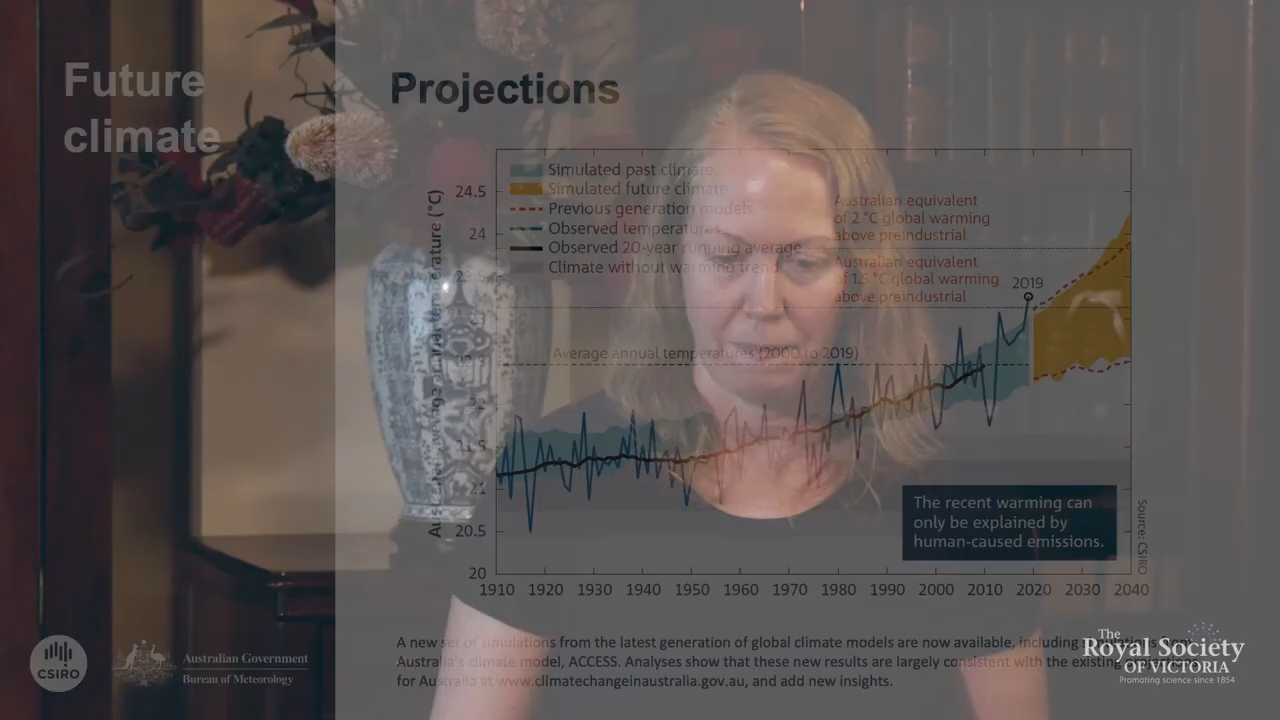 Future
climate
Projections
Simulated past climate
Simulated future climate
Previous generation models
Observed temperatures
Observed 20-year running average
Climate without warming trend
Australian equivalent
of 2 °C global warming
above preindustrial
Australian equivalent
of 1.5 °C global warming
above preindustrial
2019
Average annual temperatures (2000 to 2019)
24.5
24
20.5
20
1910 1920 1930 1940 1950 1960 1970 1980 1990 2000 2010 2020 2030 2040
The recent warming can
only be explained by
human-caused emissions.
Source: CSIRO
A new set of simulations from the latest generation of global climate models are now available, including
Australia's climate model, ACCESS. Analyses show that these new results are largely consistent with the existing
for Australia at www.climatechangeinaustralia.gov.au, and add new insights.
CSIRO
Australian Government
Bureau of Meteorology
The
Royal Society
OF VICTORIA
Promoting science since 1854